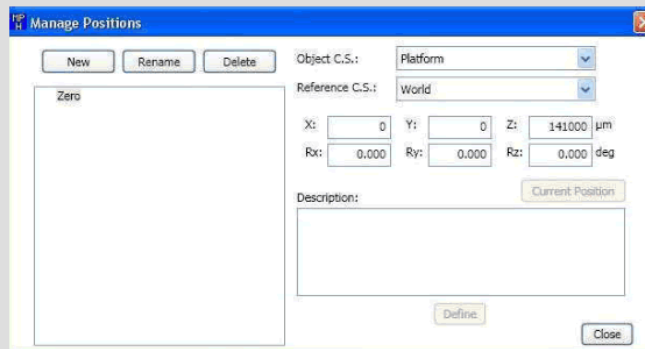 MP H Manage Positions
New Rename Delete
Object C.S.: Platform
Reference C.S.: World
Zero
X: 0 Y: 0 Z: 141000 µm
Rx: 0.000 Ry: 0.000 Rz: 0.000 deg
Current Position
Description:
Define
Close